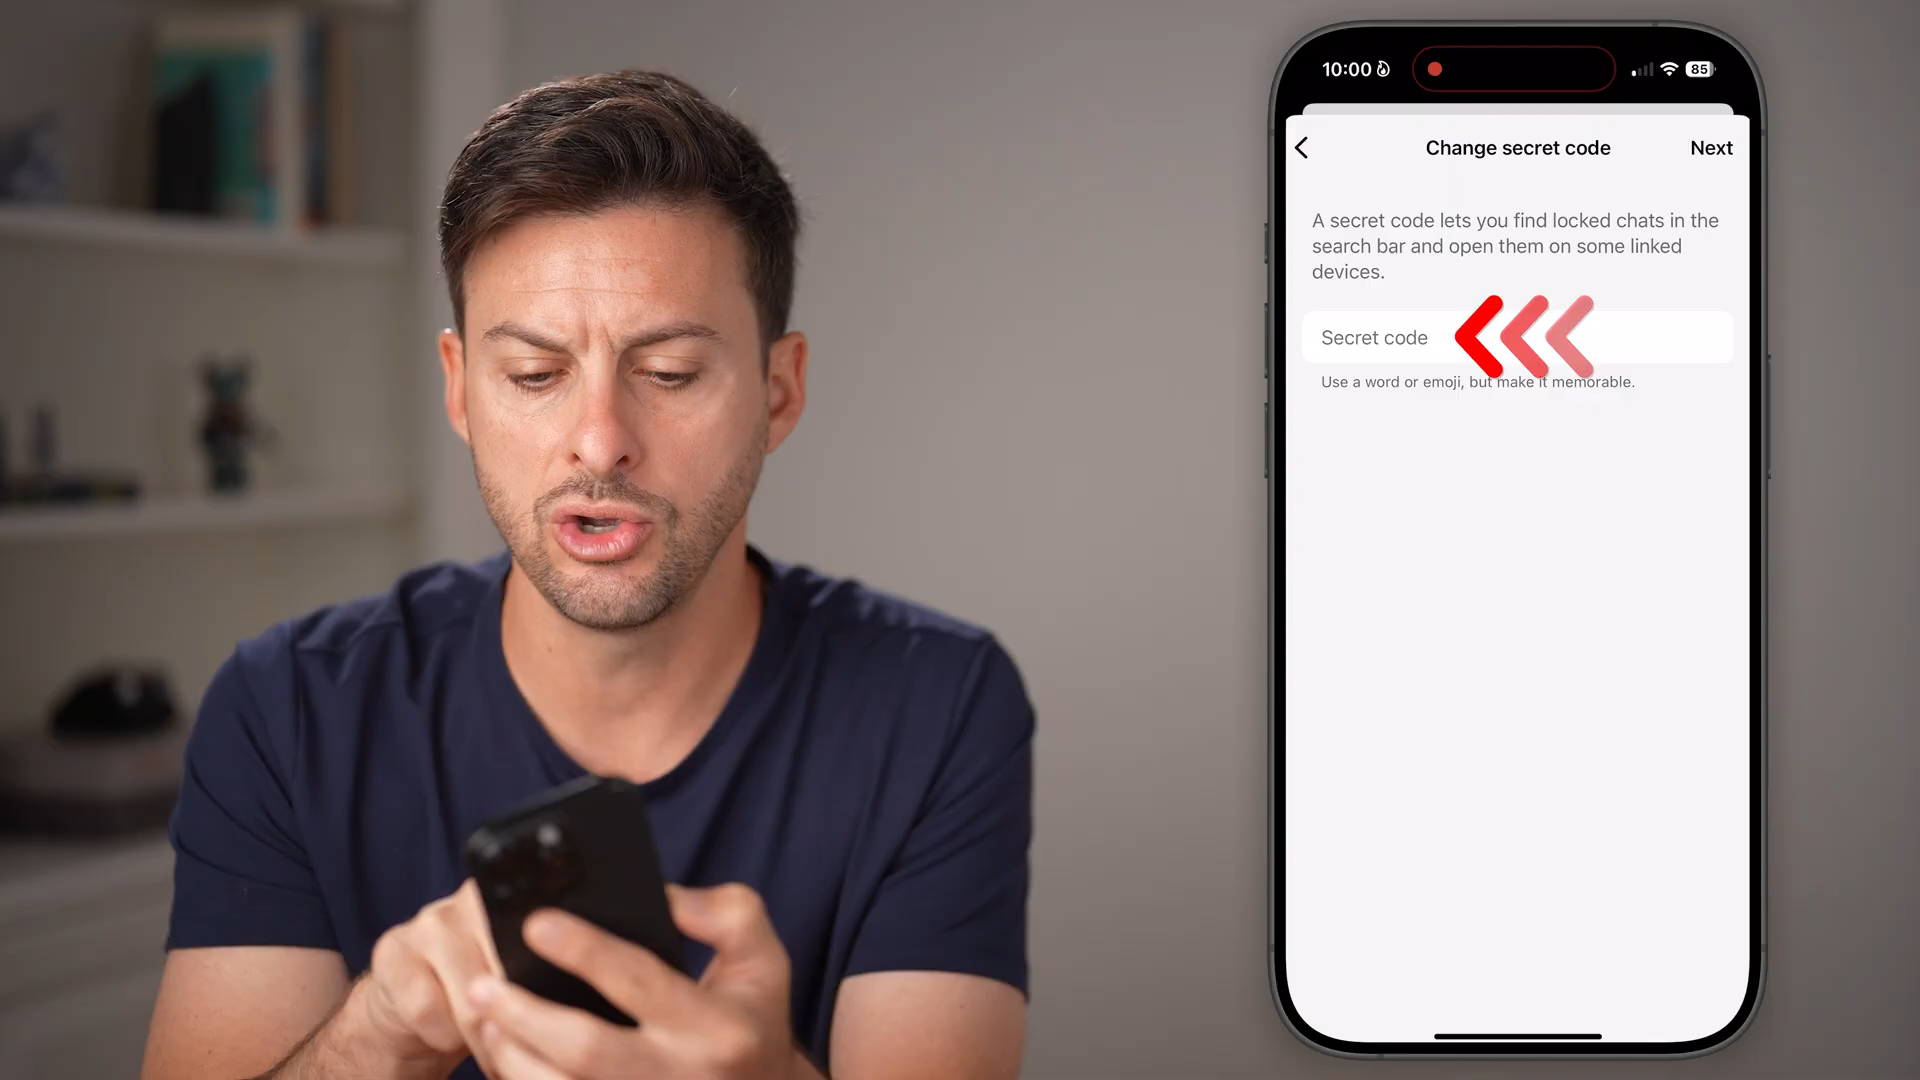 10:00
85
Change secret code
Next
A secret code lets you find locked chats in the
search bar and open them on some linked
devices.
Secret code
Use a word or emoji, but make it memorable.